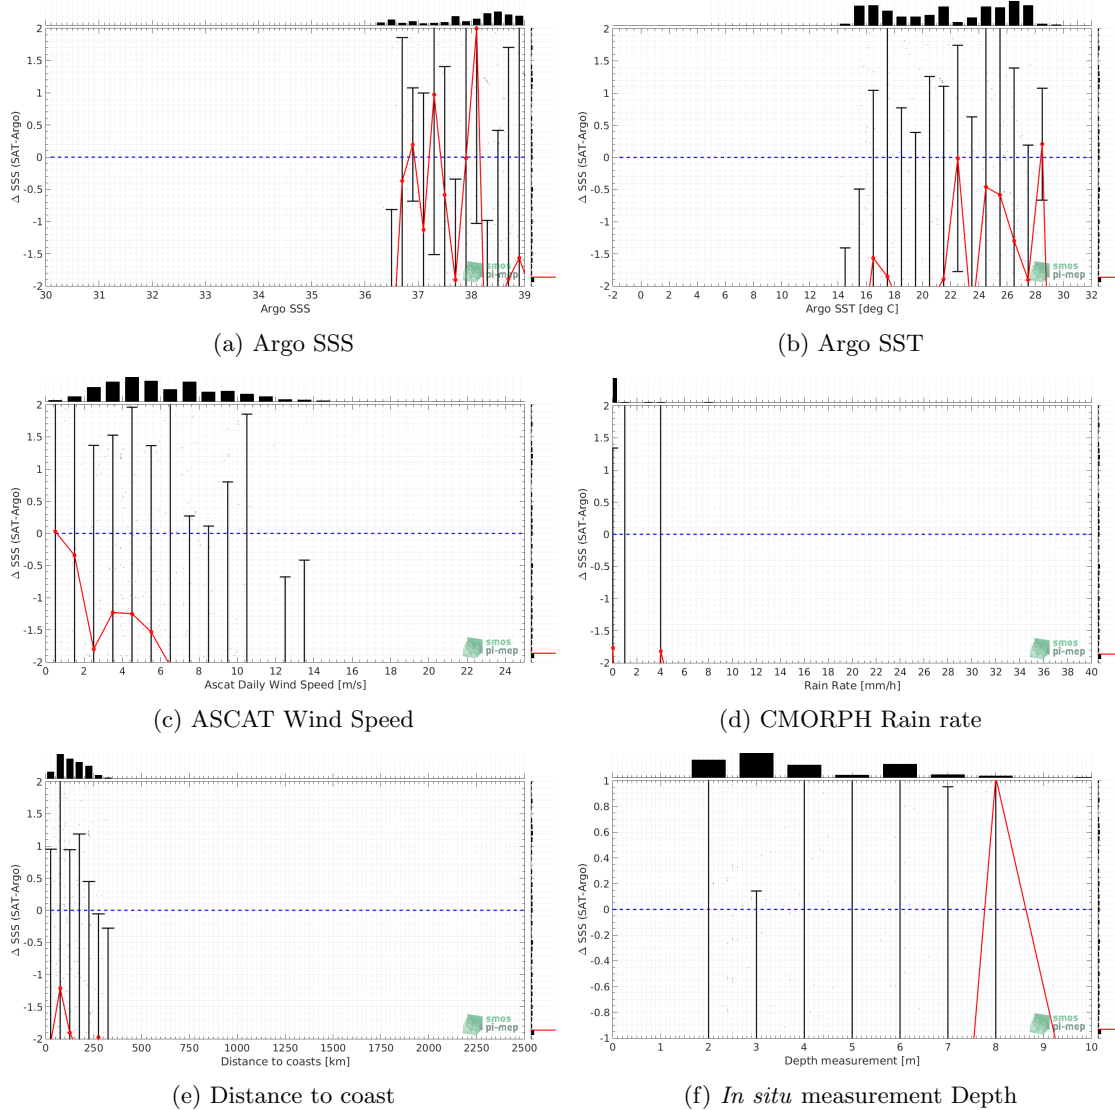 2
1.5
1
0.5
0
-0.5
-1
-1.5
-2
Δ SSS (SAT-Argo)
30 31 32 33 34 35 36 37 38 39
Argo SSS
smos
pi-mep
(a) Argo SSS
2
1.5
1
0.5
0
-0.5
-1
-1.5
-2
Δ SSS (SAT-Argo)
-2 0 2 4 6 8 10 12 14 16 18 20 22 24 26 28 30 32
Argo SST [deg C]
smos
pi-mep
(b) Argo SST
2
1.5
1
0.5
0
-0.5
-1
-1.5
-2
Δ SSS (SAT-Argo)
0 2 4 6 8 10 12 14 16 18 20 22 24
Ascat Daily Wind Speed [m/s]
smos
pi-mep
(c) ASCAT Wind Speed
2
1.5
1
0.5
0
-0.5
-1
-1.5
-2
Δ SSS (SAT-Argo)
0 2 4 6 8 10 12 14 16 18 20 22 24 26 28 30 32 34 36 38 40
Rain Rate [mm/h]
smos
pi-mep
(d) CMORPH Rain rate
2
1.5
1
0.5
0
-0.5
-1
-1.5
-2
Δ SSS (SAT-Argo)
0 250 500 750 1000 1250 1500 1750 2000 2250 2500
Distance to coasts [km]
smos
pi-mep
(e) Distance to coast
1
0.8
0.6
0.4
0.2
0
-0.2
-0.4
-0.6
-0.8
-1
Δ SSS (SAT-Argo)
0 1 2 3 4 5 6 7 8 9 10
Depth measurement [m]
smos
pi-mep
(f) In situ measurement Depth